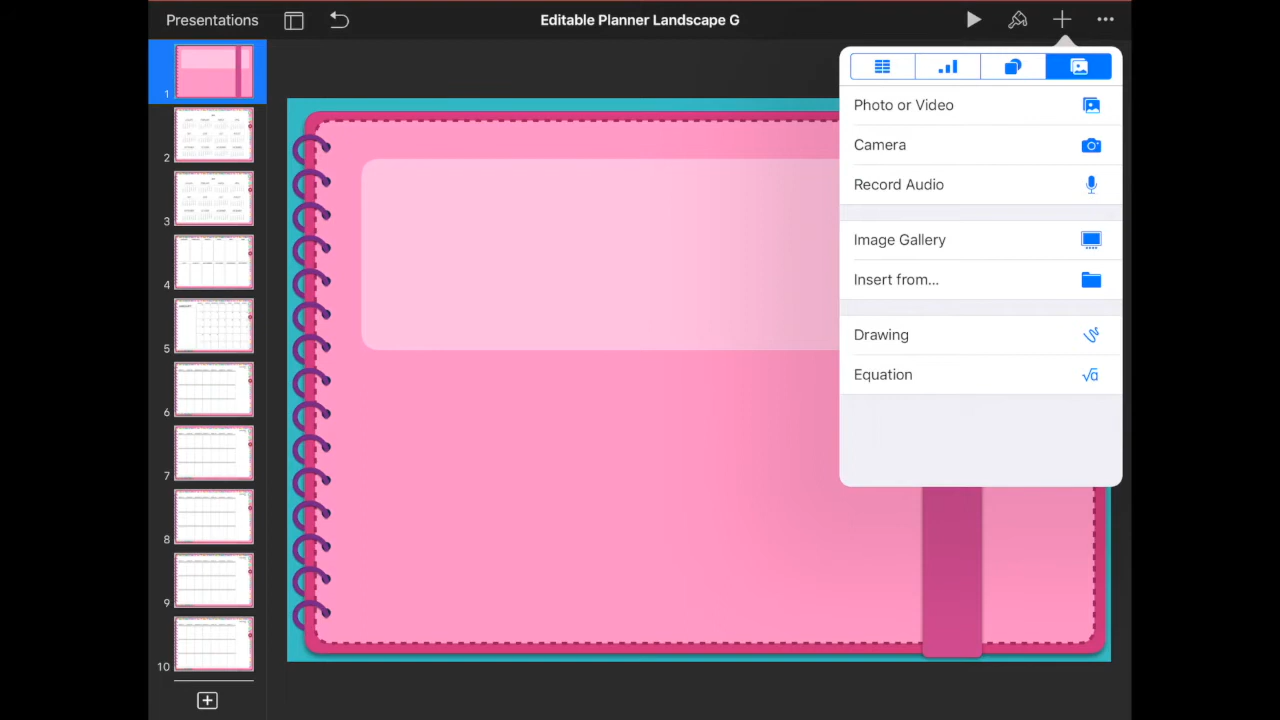 Presentations
Editable Planner Landscape G
Photo or Video
Camera
Record Audio
Image Gallery
Insert from...
Drawing
Equation
1
2
3
4
5
6
7
8
9
10